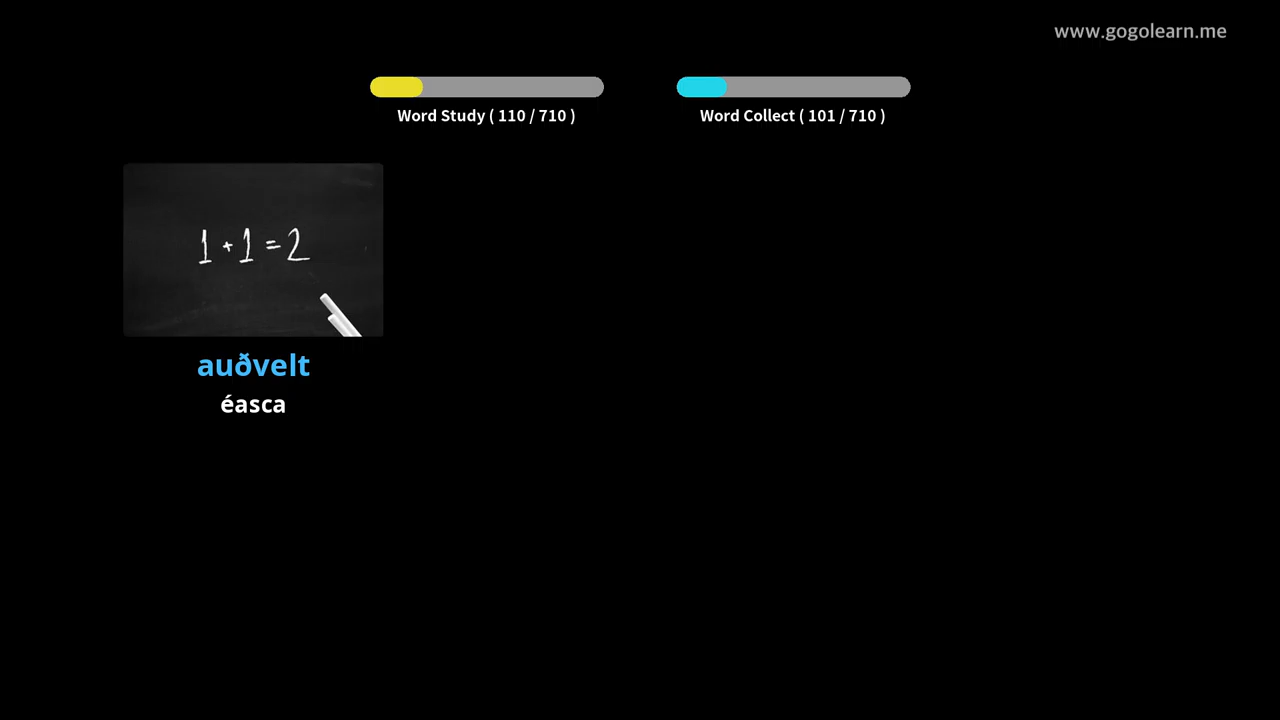 www.gogolearn.me
Word Study ( 110 / 710 )
Word Collect ( 101 / 710 )
1 + 1 = 2
auðvelt
éasca